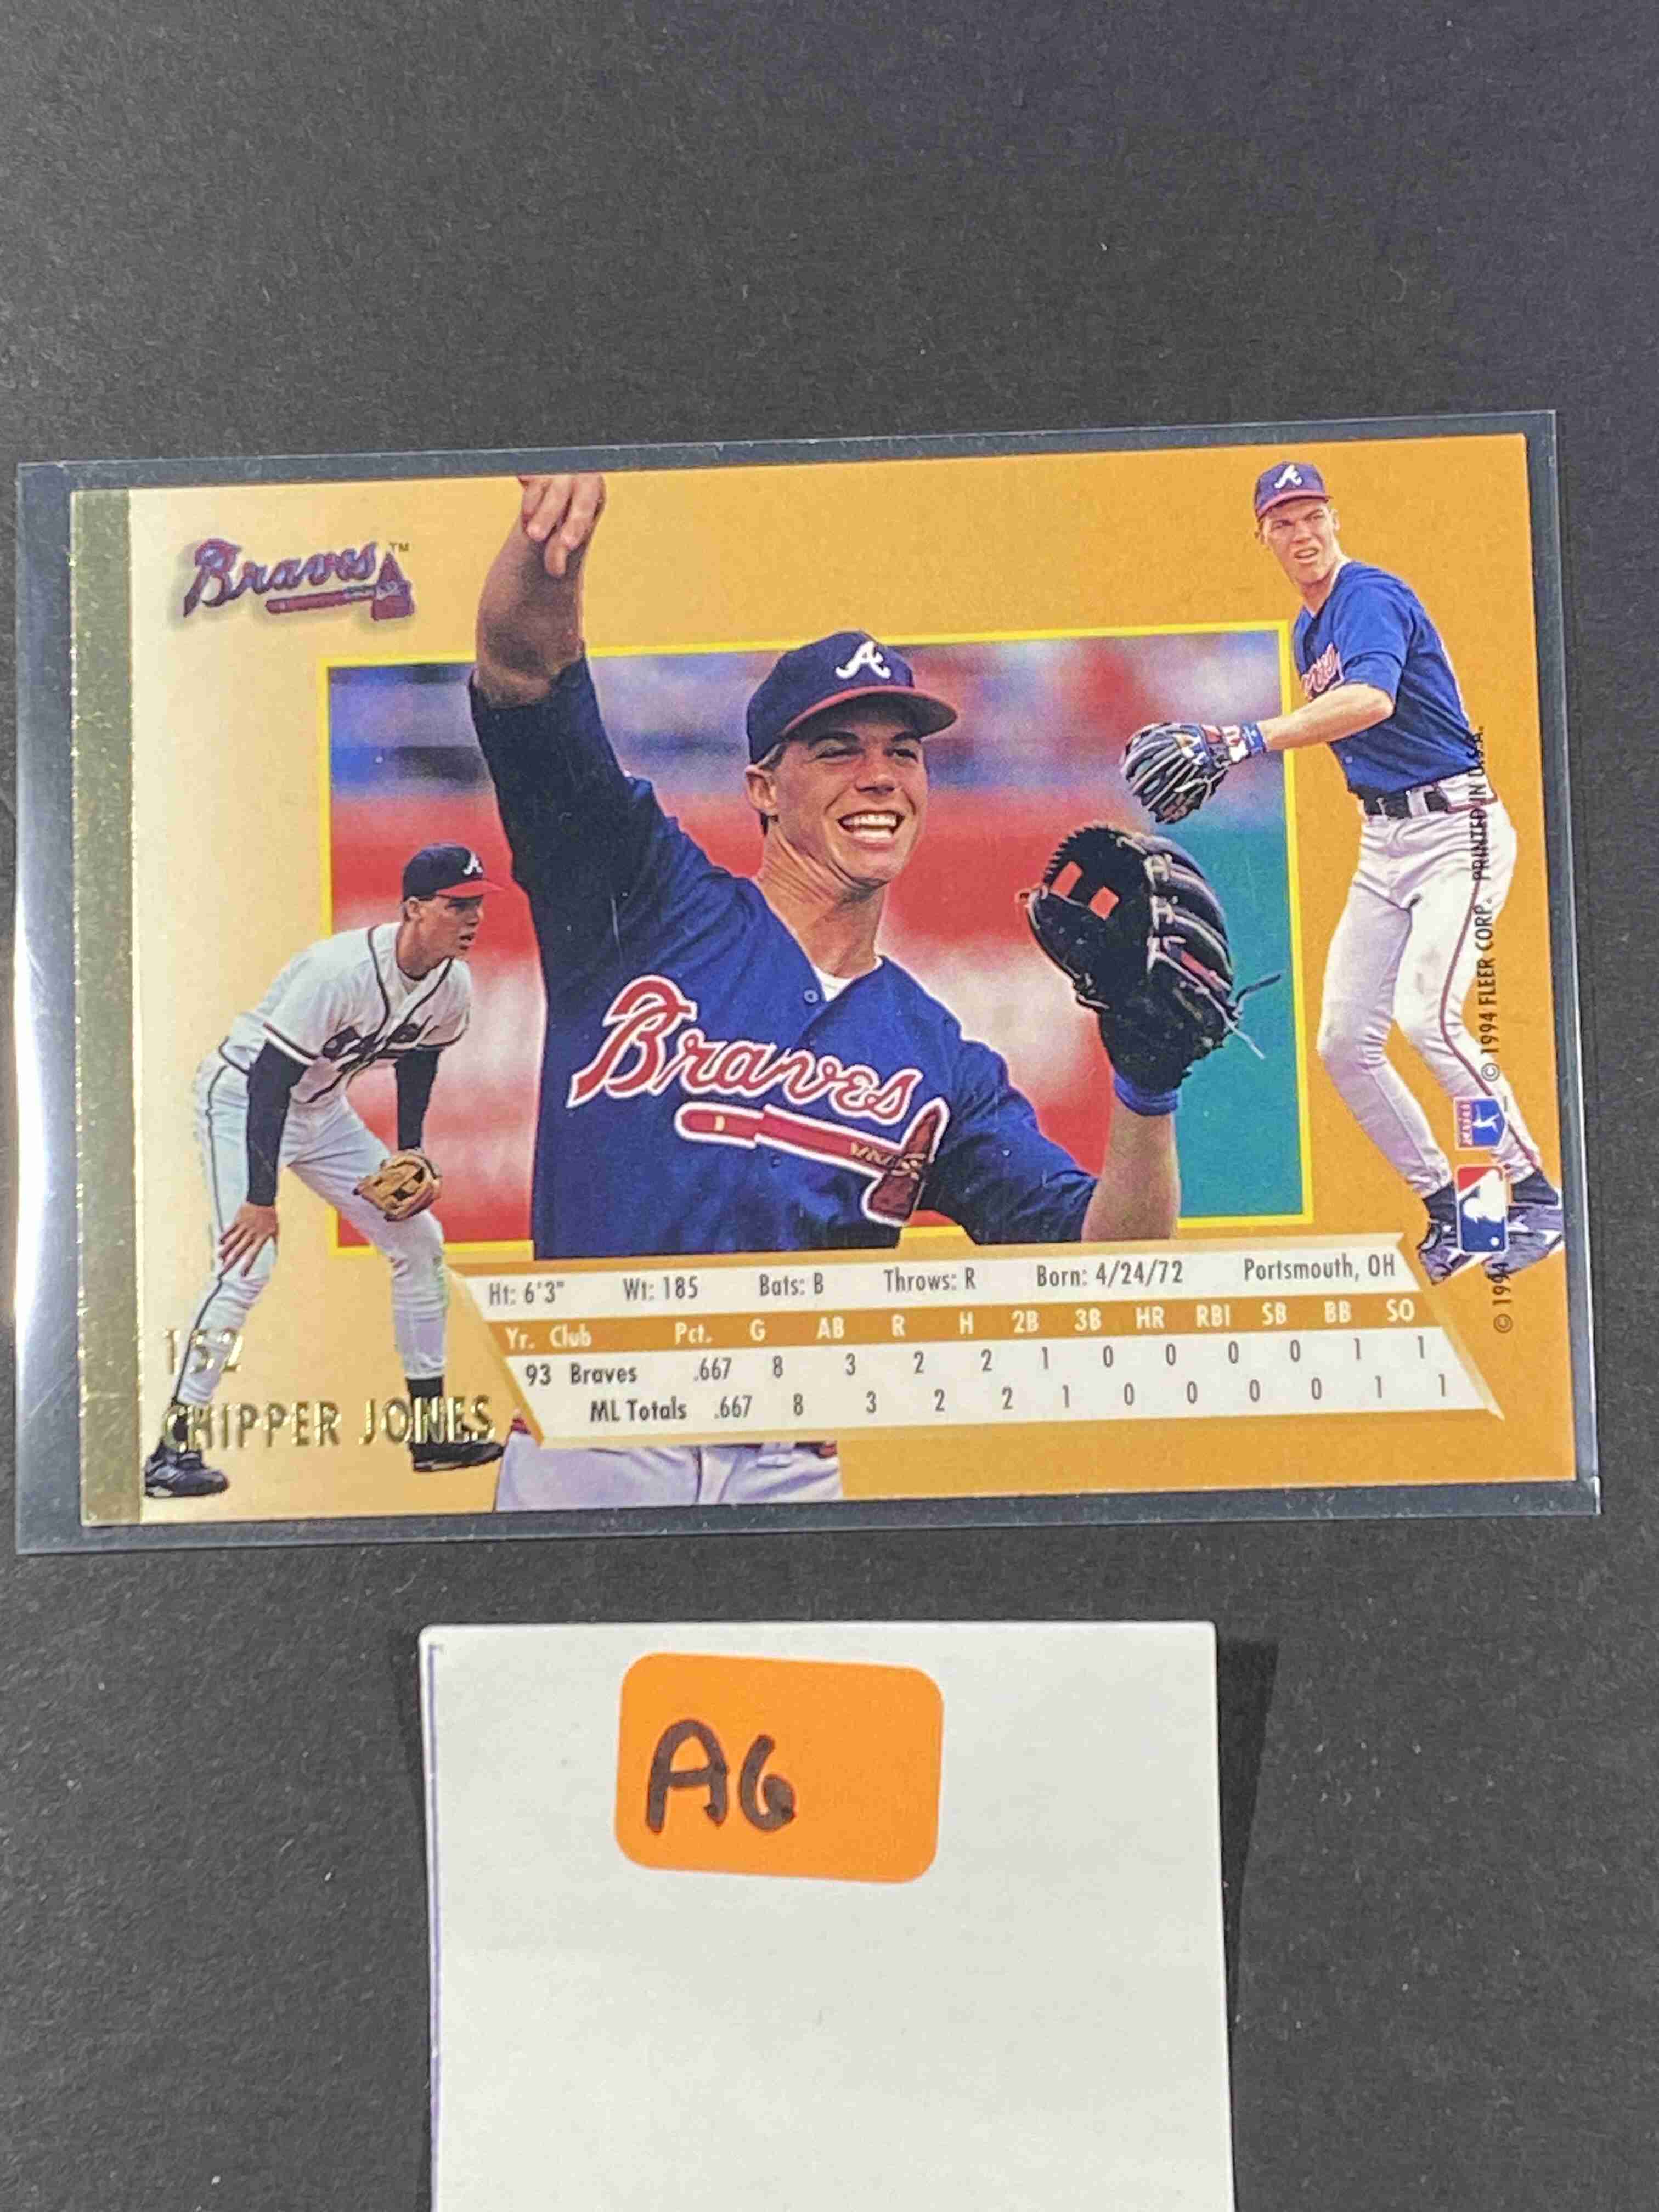 Braves™
A
A
A
Braves
Ht: 6'3" Wt: 185 Bats: B Throws: R Born: 4/24/72 Portsmouth, OH
Yr. Club Pct. G AB R H 2B 3B HR RBI SB BB SO
93 Braves .667 8 3 2 2 1 0 0 0 0 1 1
ML Totals .667 8 3 2 2 1 0 0 0 0 1 1
152
CHIPPER JONES
© 1994 © 1994 FLEER CORP. PRINTED IN U.S.A.
A6